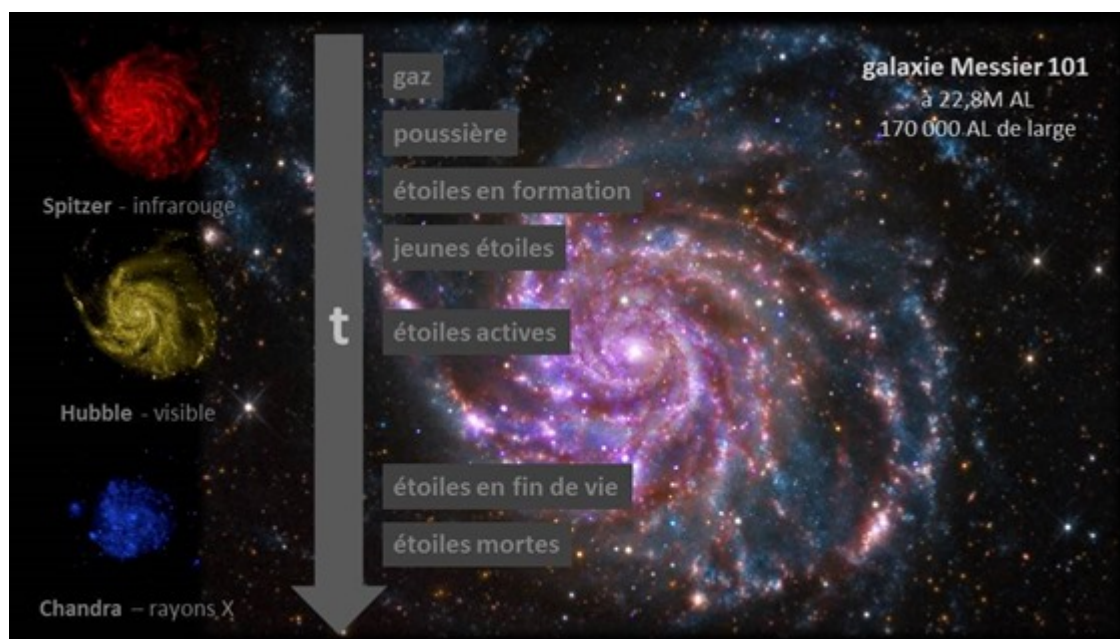 galaxie Messier 101
à 22,8M AL
170 000 AL de large
gaz
poussière
étoiles en formation
jeunes étoiles
t
étoiles actives
étoiles en fin de vie
étoiles mortes
Spitzer - infrarouge
Hubble - visible
Chandra – rayons X